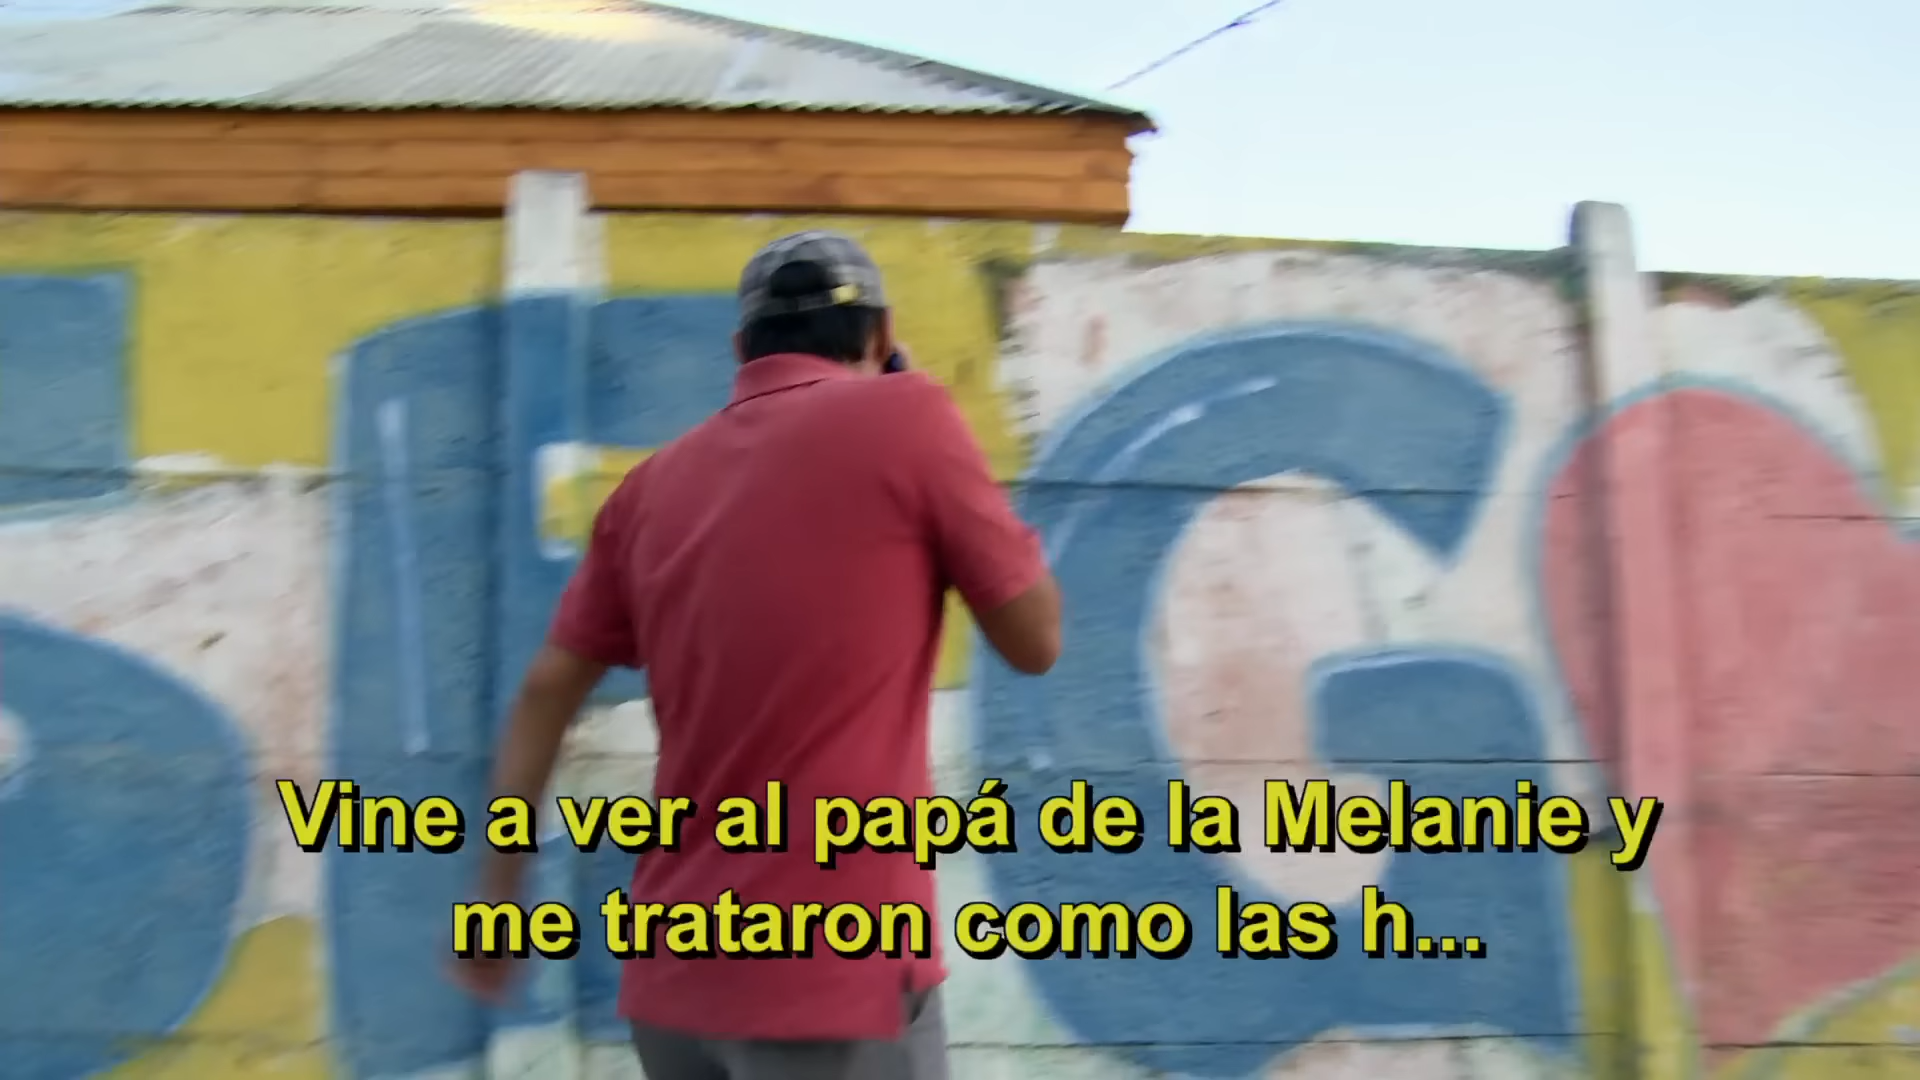 Vine a ver al papá de la Melanie y
me trataron como las h...